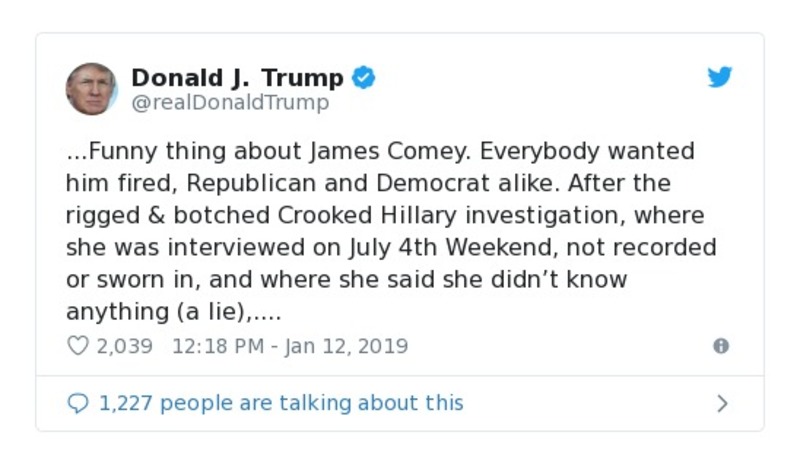 Donald J. Trump
@realDonaldTrump
...Funny thing about James Comey. Everybody wanted
him fired, Republican and Democrat alike. After the
rigged & botched Crooked Hillary investigation, where
she was interviewed on July 4th Weekend, not recorded
or sworn in, and where she said she didn’t know
anything (a lie),....
2,039 12:18 PM - Jan 12, 2019
1,227 people are talking about this